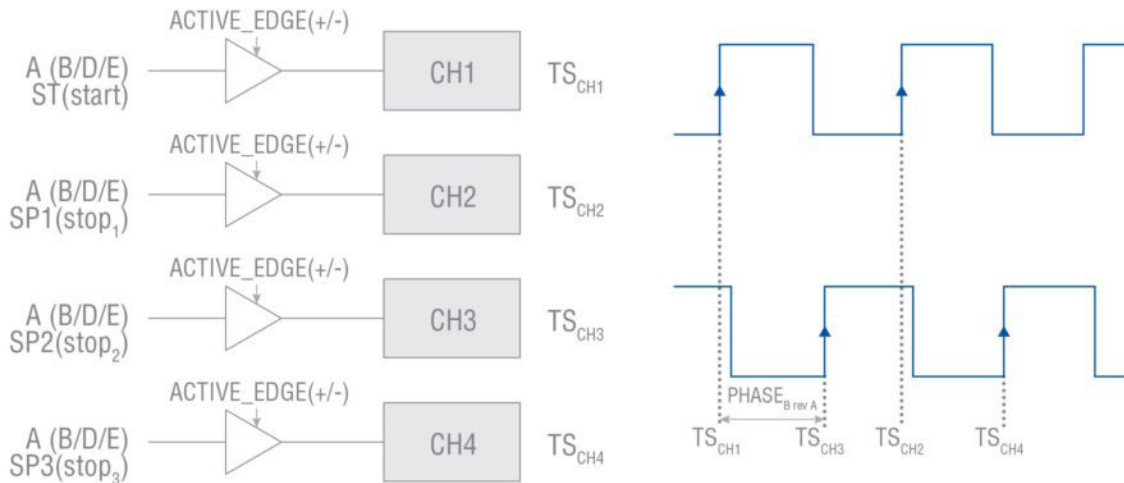 ACTIVE_EDGE(+/-)
A (B/D/E)
ST(start)
CH1
TS_CH1
ACTIVE_EDGE(+/-)
A (B/D/E)
SP1(stop₁)
CH2
TS_CH2
ACTIVE_EDGE(+/-)
A (B/D/E)
SP2(stop₂)
CH3
TS_CH3
ACTIVE_EDGE(+/-)
A (B/D/E)
SP3(stop₃)
CH4
TS_CH4
PHASE_B rev A
TS_CH1
TS_CH3
TS_CH2
TS_CH4